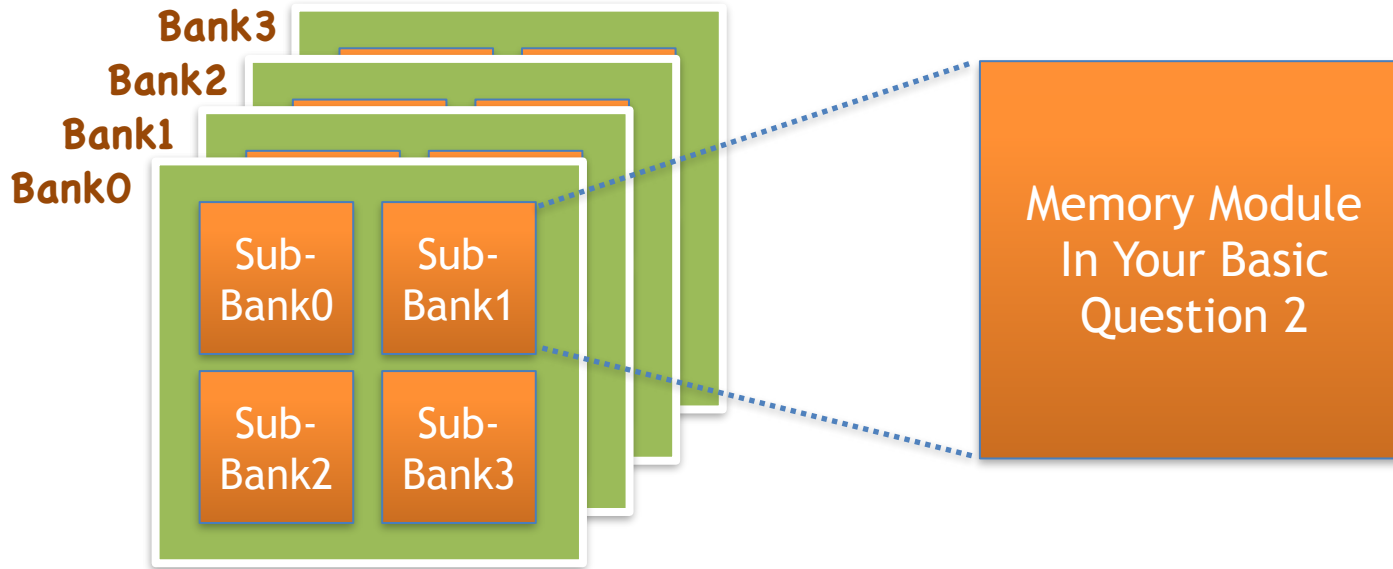 Bank3
Bank2
Bank1
Bank0
Sub-
Bank0
Sub-
Bank1
Sub-
Bank2
Sub-
Bank3
Memory Module
In Your Basic
Question 2